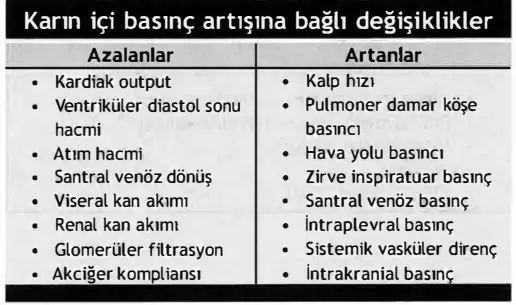 Karın içi basınç artışına bağlı değişiklikler
Azalanlar
• Kardiak output
• Ventriküler diastol sonu
hacmi
• Atım hacmi
• Santral venöz dönüş
• Viseral kan akımı
• Renal kan akımı
• Glomerüler filtrasyon
• Akciğer kompliansı
Artanlar
• Kalp hızı
• Pulmoner damar köşe
basıncı
• Hava yolu basıncı
• Zirve inspiratuar basınç
• Santral venöz basınç
• İntraplevral basınç
• Sistemik vasküler direnç
• İntrakranial basınç